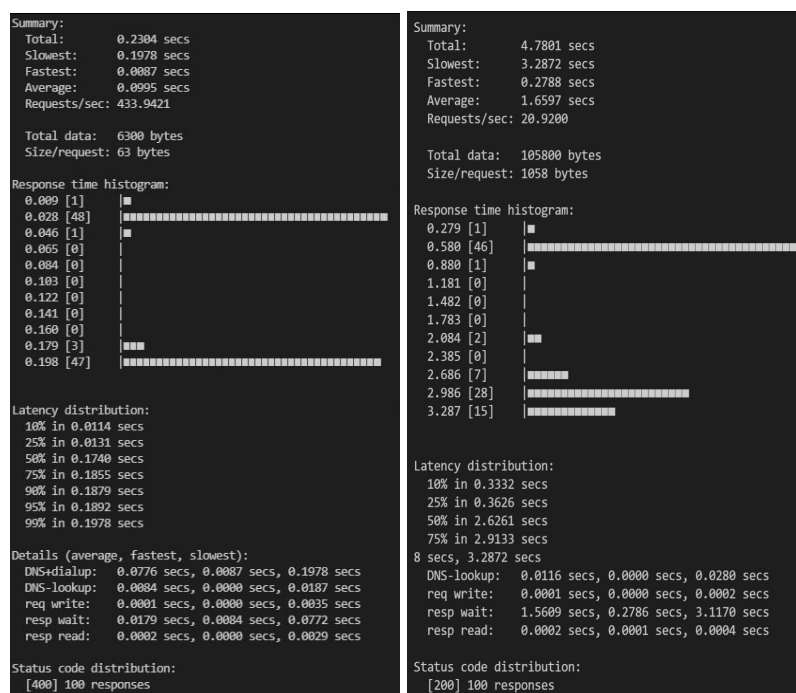 Summary:
Total: 0.2304 secs
Slowest: 0.1978 secs
Fastest: 0.0087 secs
Average: 0.0995 secs
Requests/sec: 433.9421
Total data: 6300 bytes
Size/request: 63 bytes
Response time histogram:
0.009 [1] |■
0.028 [48] |■■■■■■■■■■■■■■■■■■■■■■■■■■■■■■■■■■■■■■■■
0.046 [1] |■
0.065 [0] |
0.084 [0] |
0.103 [0] |
0.122 [0] |
0.141 [0] |
0.160 [0] |
0.179 [3] |■■■
0.198 [47] |■■■■■■■■■■■■■■■■■■■■■■■■■■■■■■■■■■■■■■■
Latency distribution:
10% in 0.0114 secs
25% in 0.0131 secs
50% in 0.1740 secs
75% in 0.1855 secs
90% in 0.1879 secs
95% in 0.1892 secs
99% in 0.1978 secs
Details (average, fastest, slowest):
DNS+dialup: 0.0776 secs, 0.0087 secs, 0.1978 secs
DNS-lookup: 0.0084 secs, 0.0000 secs, 0.0187 secs
req write: 0.0001 secs, 0.0000 secs, 0.0035 secs
resp wait: 0.0179 secs, 0.0084 secs, 0.0772 secs
resp read: 0.0002 secs, 0.0000 secs, 0.0029 secs
Status code distribution:
[400] 100 responses
Summary:
Total: 4.7801 secs
Slowest: 3.2872 secs
Fastest: 0.2788 secs
Average: 1.6597 secs
Requests/sec: 20.9200
Total data: 105800 bytes
Size/request: 1058 bytes
Response time histogram:
0.279 [1] |■
0.580 [46] |■■■■■■■■■■■■■■■■■■■■■■■■■■■■■■■■■■■■■■■■
0.880 [1] |■
1.181 [0] |
1.482 [0] |
1.783 [0] |
2.084 [2] |■■
2.385 [0] |
2.686 [7] |■■■■■■
2.986 [28] |■■■■■■■■■■■■■■■■■■■■■■■■
3.287 [15] |■■■■■■■■■■■■■
Latency distribution:
10% in 0.3332 secs
25% in 0.3626 secs
50% in 2.6261 secs
75% in 2.9133 secs
8 secs, 3.2872 secs
DNS-lookup: 0.0116 secs, 0.0000 secs, 0.0280 secs
req write: 0.0001 secs, 0.0000 secs, 0.0002 secs
resp wait: 1.5609 secs, 0.2786 secs, 3.1170 secs
resp read: 0.0002 secs, 0.0001 secs, 0.0004 secs
Status code distribution:
[200] 100 responses